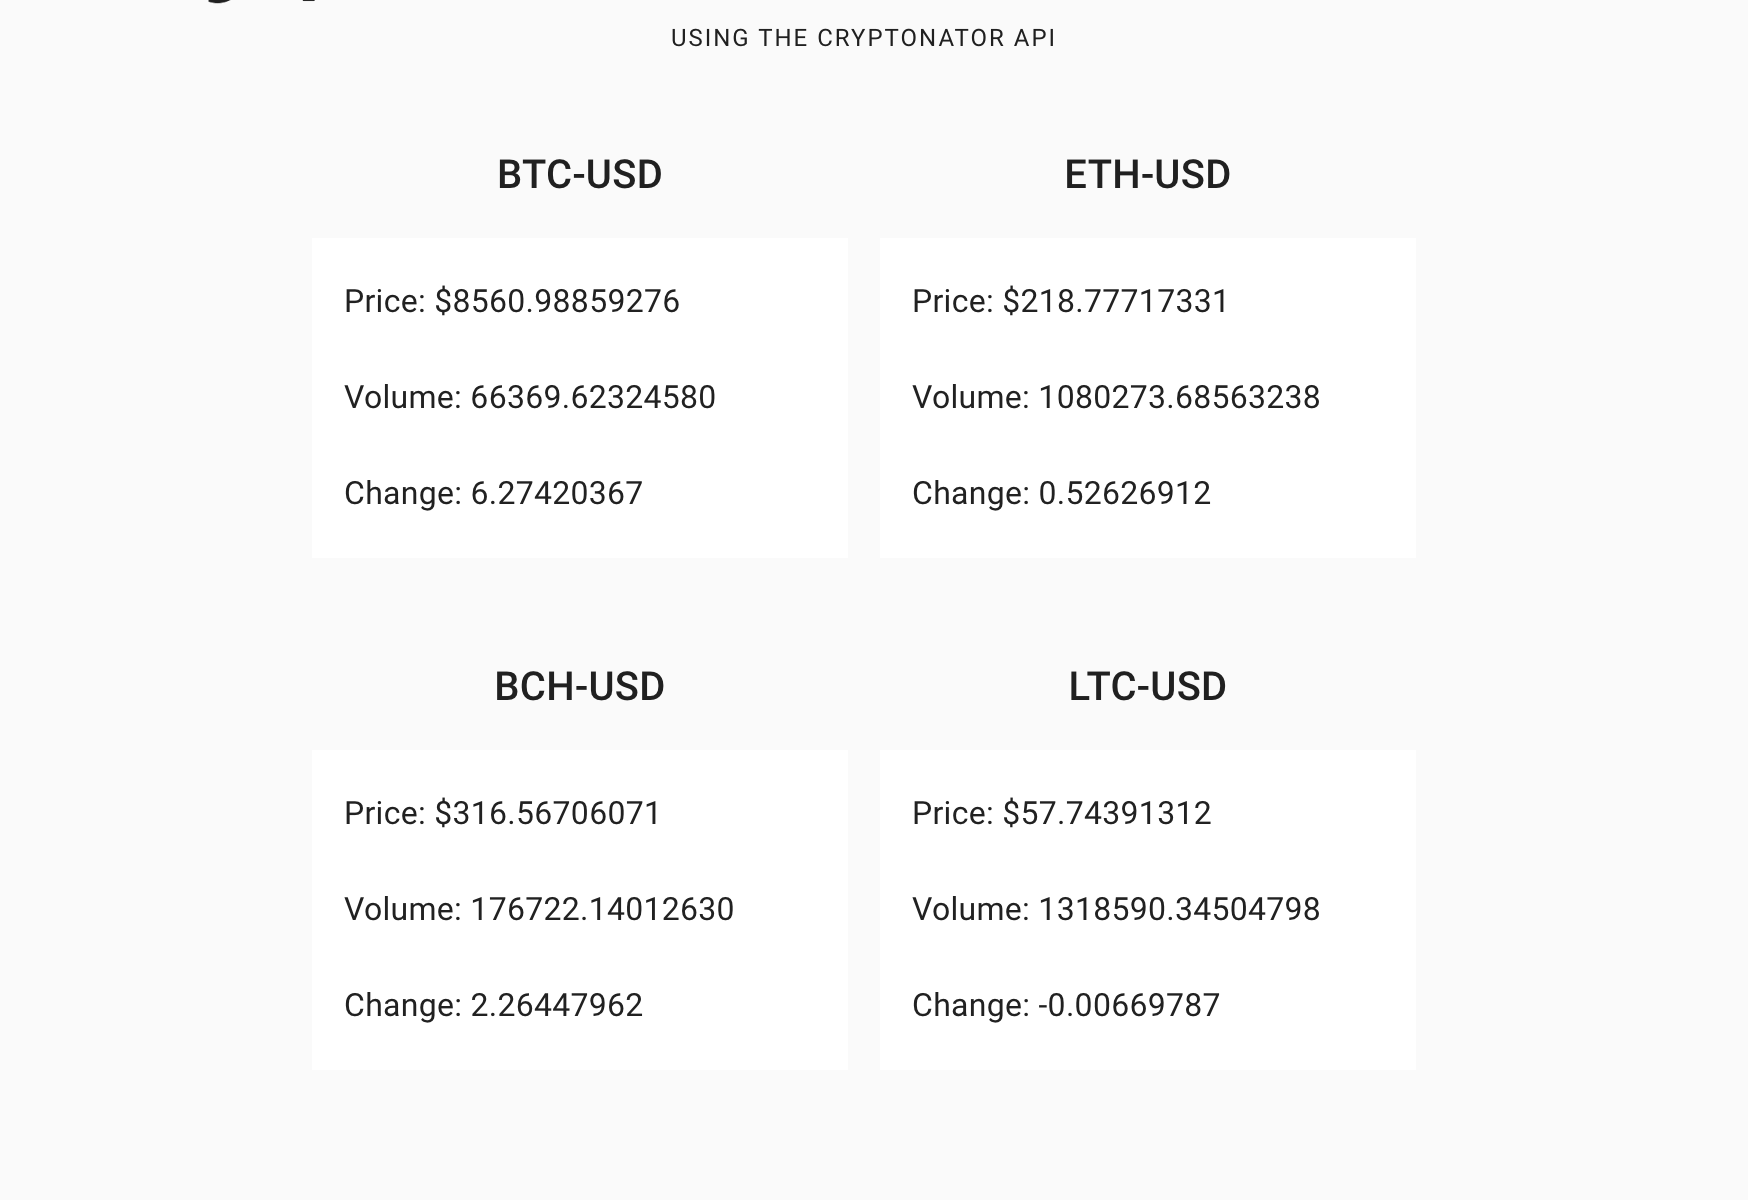 USING THE CRYPTONATOR API
BTC-USD
Price: $8560.98859276
Volume: 66369.62324580
Change: 6.27420367
ETH-USD
Price: $218.77717331
Volume: 1080273.68563238
Change: 0.52626912
BCH-USD
Price: $316.56706071
Volume: 176722.14012630
Change: 2.26447962
LTC-USD
Price: $57.74391312
Volume: 1318590.34504798
Change: -0.00669787